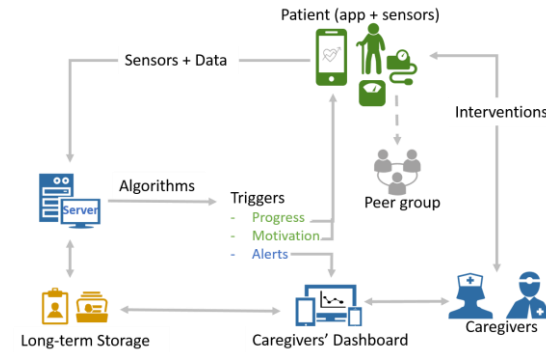 Patient (app + sensors)
Sensors + Data
Interventions
Algorithms
Server
Triggers
- Progress
- Motivation
- Alerts
Peer group
Long-term Storage
Caregivers' Dashboard
Caregivers